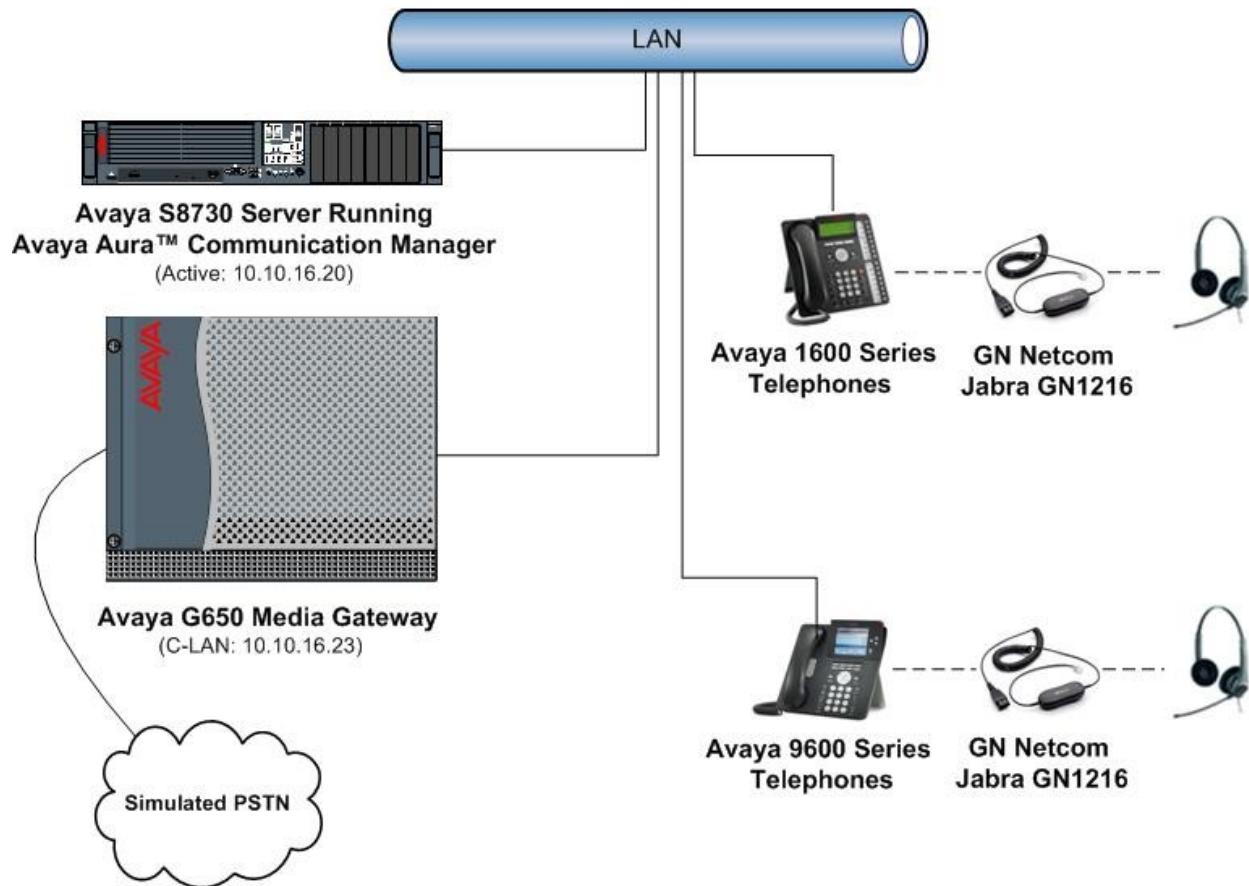 LAN
Avaya S8730 Server Running
Avaya Aura™ Communication Manager
(Active: 10.10.16.20)
AVAYA
Avaya G650 Media Gateway
(C-LAN: 10.10.16.23)
Simulated PSTN
Avaya 1600 Series
Telephones
GN Netcom
Jabra GN1216
Avaya 9600 Series
Telephones
GN Netcom
Jabra GN1216